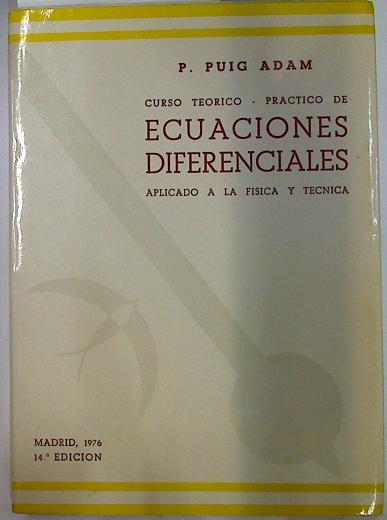 P. PUIG ADAM
CURSO TEORICO - PRACTICO DE
ECUACIONES
DIFERENCIALES
APLICADO A LA FISICA Y TECNICA
MADRID, 1976
14.ª EDICION